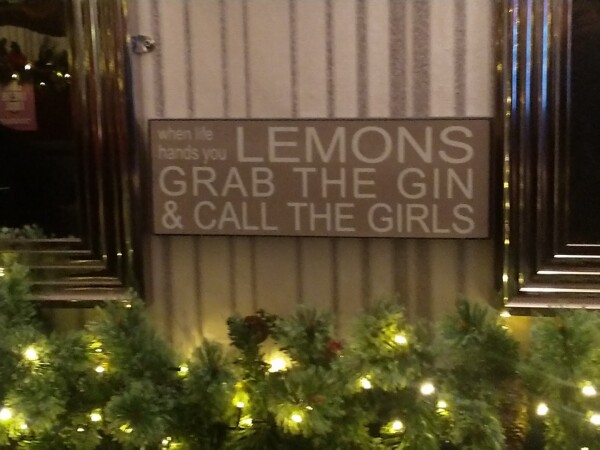 when life
hands you LEMONS
GRAB THE GIN
& CALL THE GIRLS